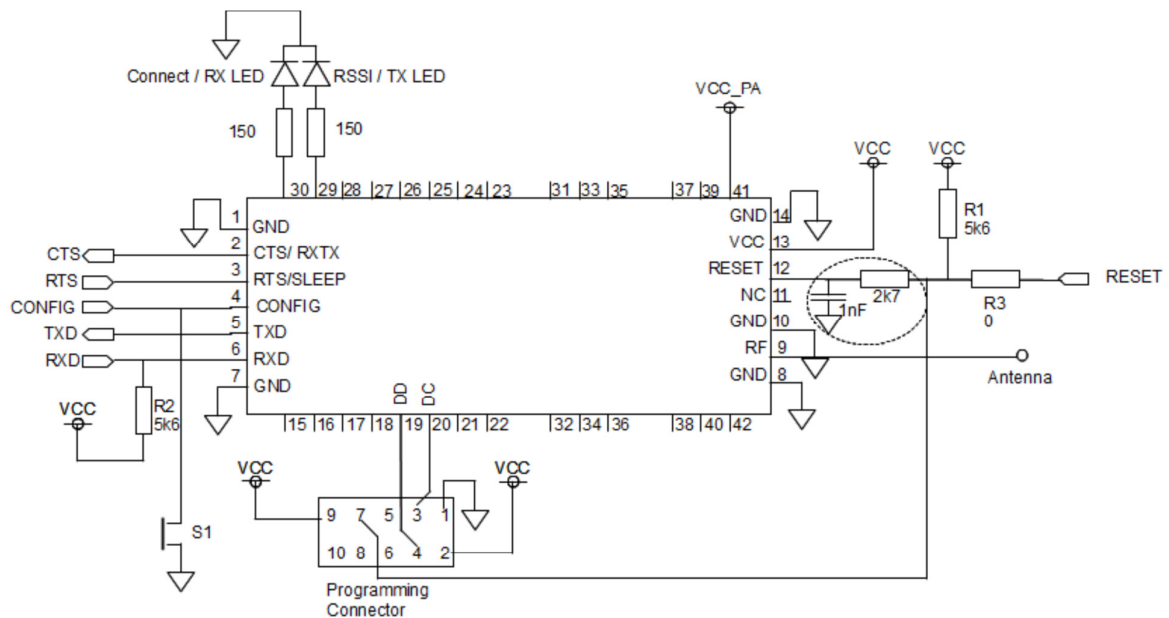 Connect / RX LED
RSSI / TX LED
150
150
VCC_PA
VCC
VCC
30 29 28 27 26 25 24 23 31 33 35 37 39 41
1 GND
GND 14
R1
5k6
CTS
2 CTS/ RXTX
VCC 13
RTS
3 RTS/SLEEP
RESET 12
RESET
CONFIG
4 CONFIG
NC 11
1nF
2k7
R3
0
TXD
5 TXD
GND 10
RXD
6 RXD
RF 9
Antenna
7 GND
GND 8
VCC
R2
5k6
DD DC
15 16 17 18 19 20 21 22 32 34 36 38 40 42
VCC
VCC
9 7 5 3 1
10 8 6 4 2
S1
Programming
Connector